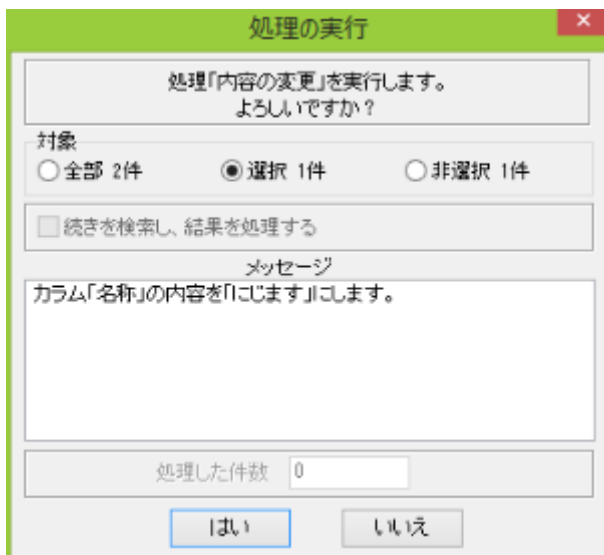 処理の実行
処理「内容の変更」を実行します。
よろしいですか？
対象
全部 2件 選択 1件 非選択 1件
続きを検索し、結果を処理する
メッセージ
カラム「名称」の内容を「にじます」にします。
処理した件数 0
はい いいえ